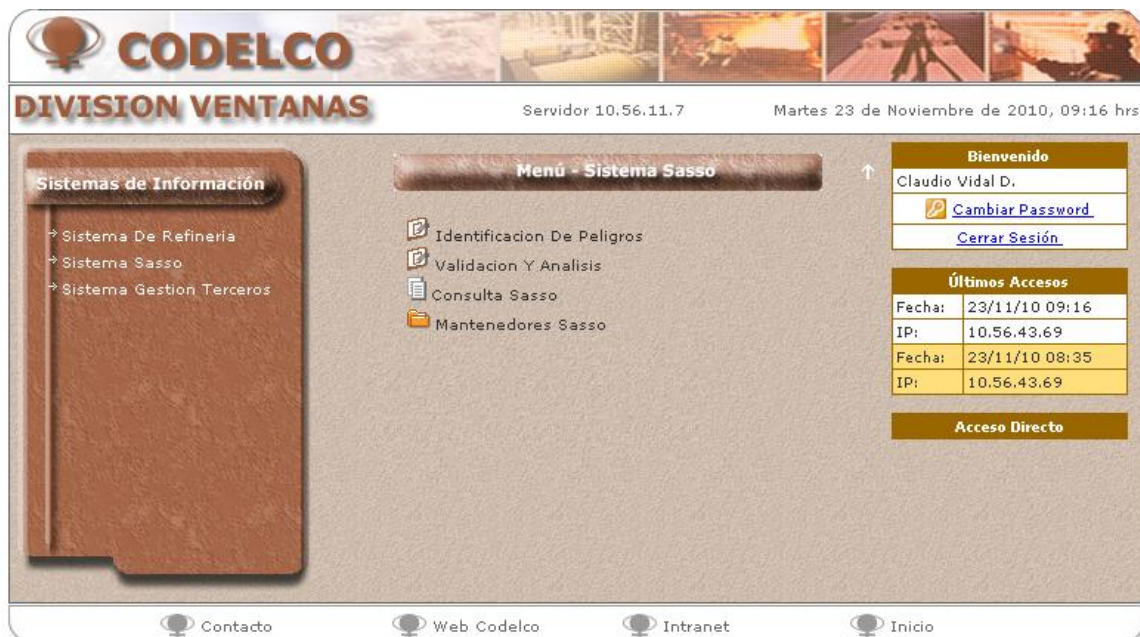 CODELCO
DIVISION VENTANAS
Servidor 10.56.11.7
Martes 23 de Noviembre de 2010, 09:16 hrs
Sistemas de Información
Sistema De Refineria
Sistema Sasso
Sistema Gestion Terceros
Menú - Sistema Sasso
Identificacion De Peligros
Validacion Y Analisis
Consulta Sasso
Mantenedores Sasso
Bienvenido
Claudio Vidal D.
Cambiar Password
Cerrar Sesión
Últimos Accesos
Fecha: 23/11/10 09:16
IP: 10.56.43.69
Fecha: 23/11/10 08:35
IP: 10.56.43.69
Acceso Directo
Contacto
Web Codelco
Intranet
Inicio